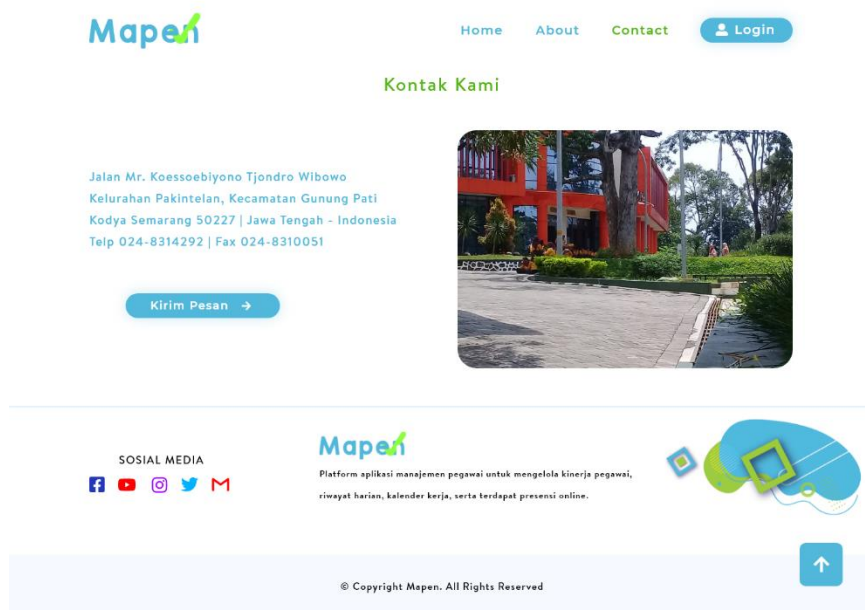 Mapen
Home About Contact Login
Kontak Kami
Jalan Mr. Koessoebiyono Tjondro Wibowo
Kelurahan Pakintelan, Kecamatan Gunung Pati
Kodya Semarang 50227 | Jawa Tengah - Indonesia
Telp 024-8314292 | Fax 024-8310051
Kirim Pesan →
SOSIAL MEDIA
Mapen
Platform aplikasi manajemen pegawai untuk mengelola kinerja pegawai,
riwayat harian, kalender kerja, serta terdapat presensi online.
© Copyright Mapen. All Rights Reserved